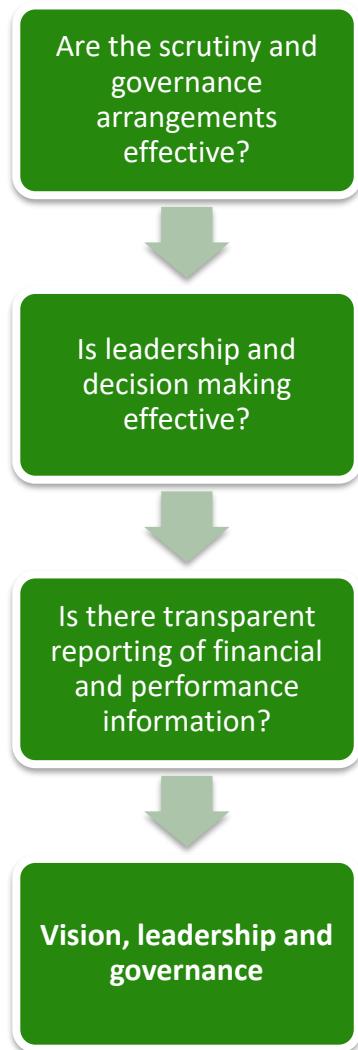 Are the scrutiny and
governance
arrangements
effective?
Is leadership and
decision making
effective?
Is there transparent
reporting of financial
and performance
information?
Vision, leadership and
governance